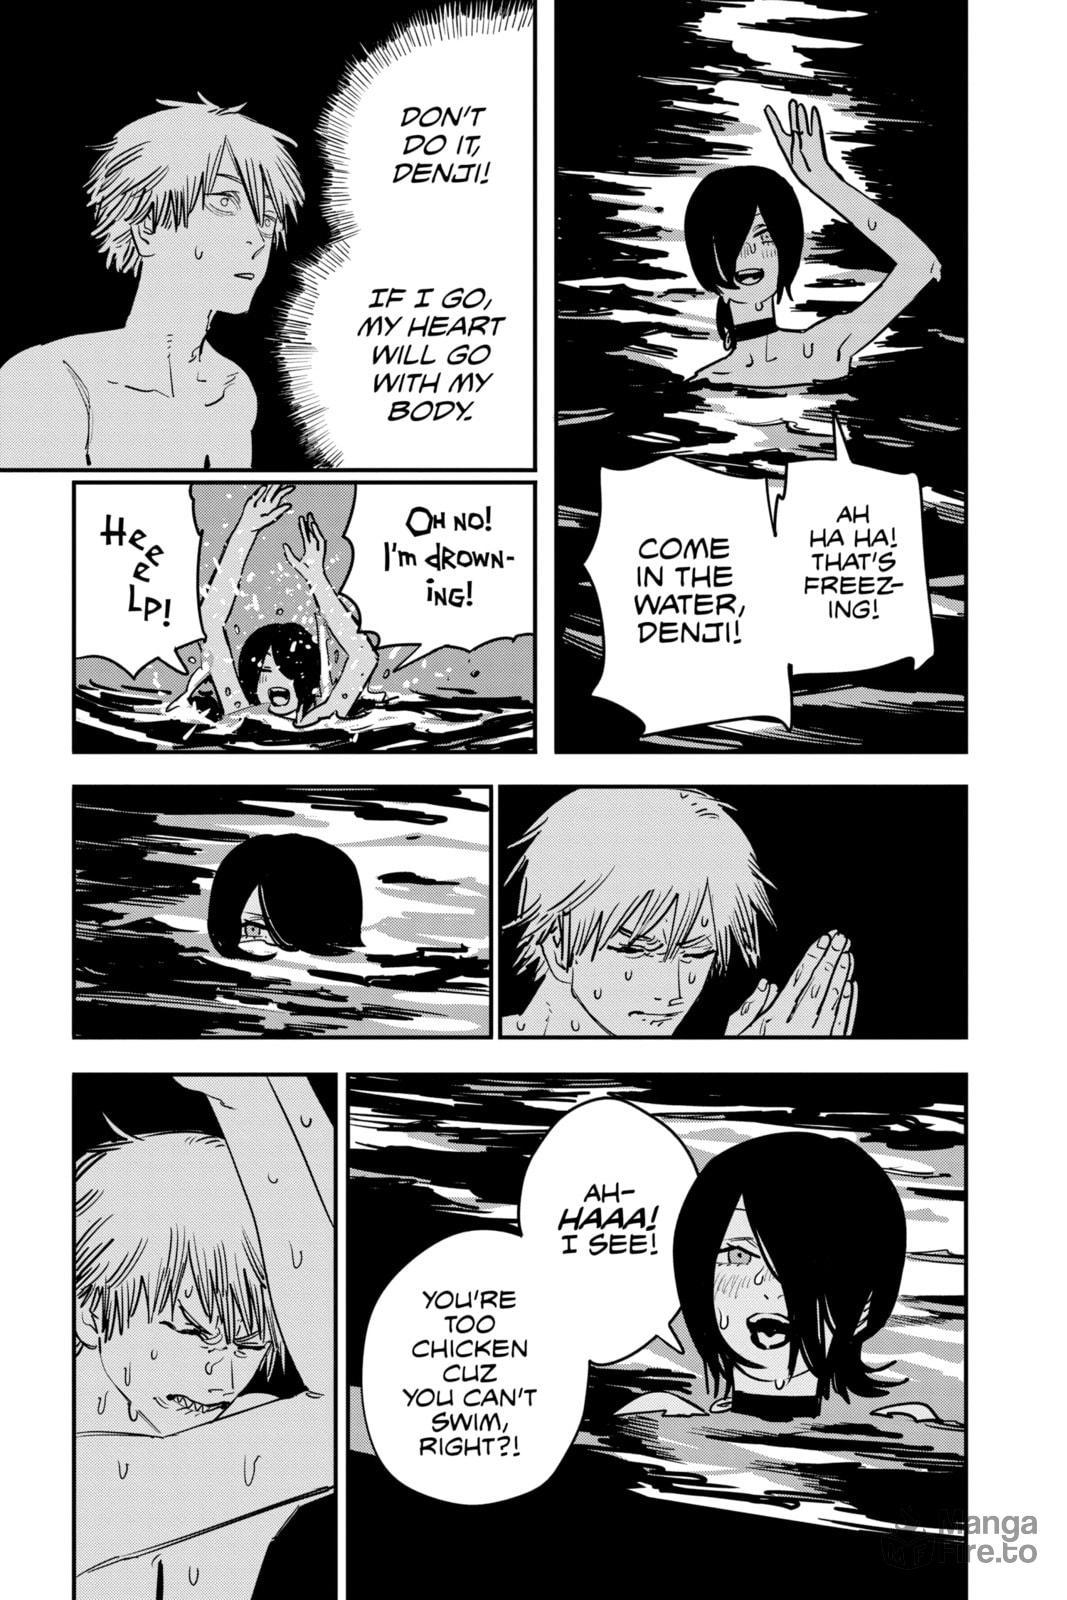 AH
HA HA!
THAT'S
FREEZ-
ING!
COME
IN THE
WATER,
DENJI!
DON'T
DO IT,
DENJI!
IF I GO,
MY HEART
WILL GO
WITH MY
BODY.
OH NO!
I'm DROWN-
ING!
HEEE
LP!
AH-
HAAA!
I SEE!
YOU'RE
TOO
CHICKEN
CUZ
YOU CAN'T
SWIM,
RIGHT?!
Manga
Fire.to